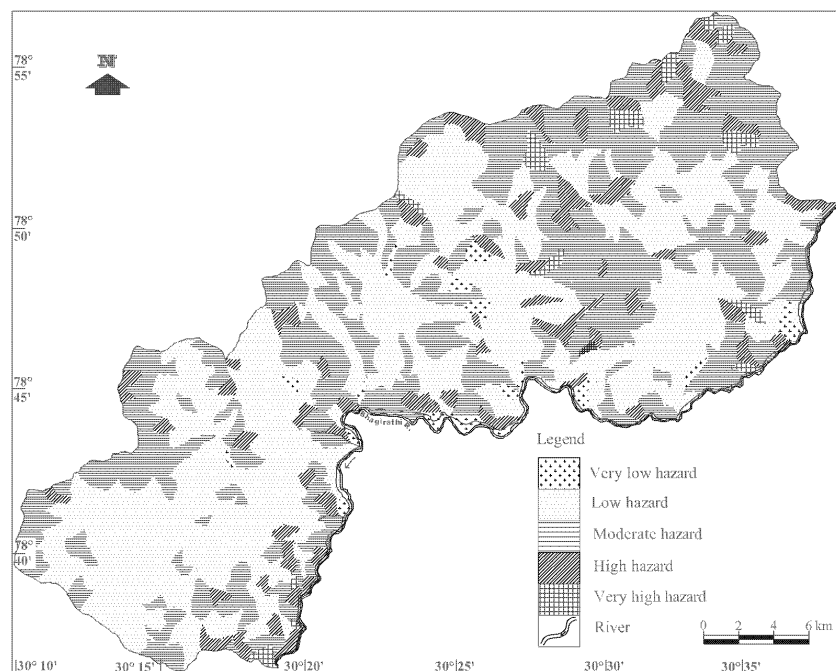 N
78°
55'
78°
50'
78°
45'
78°
40'
Bhagirathi R.
Legend
Very low hazard
Low hazard
Moderate hazard
High hazard
Very high hazard
River
0 2 4 6 km
30° 10' 30° 15' 30° 20' 30° 25' 30° 30' 30° 35'